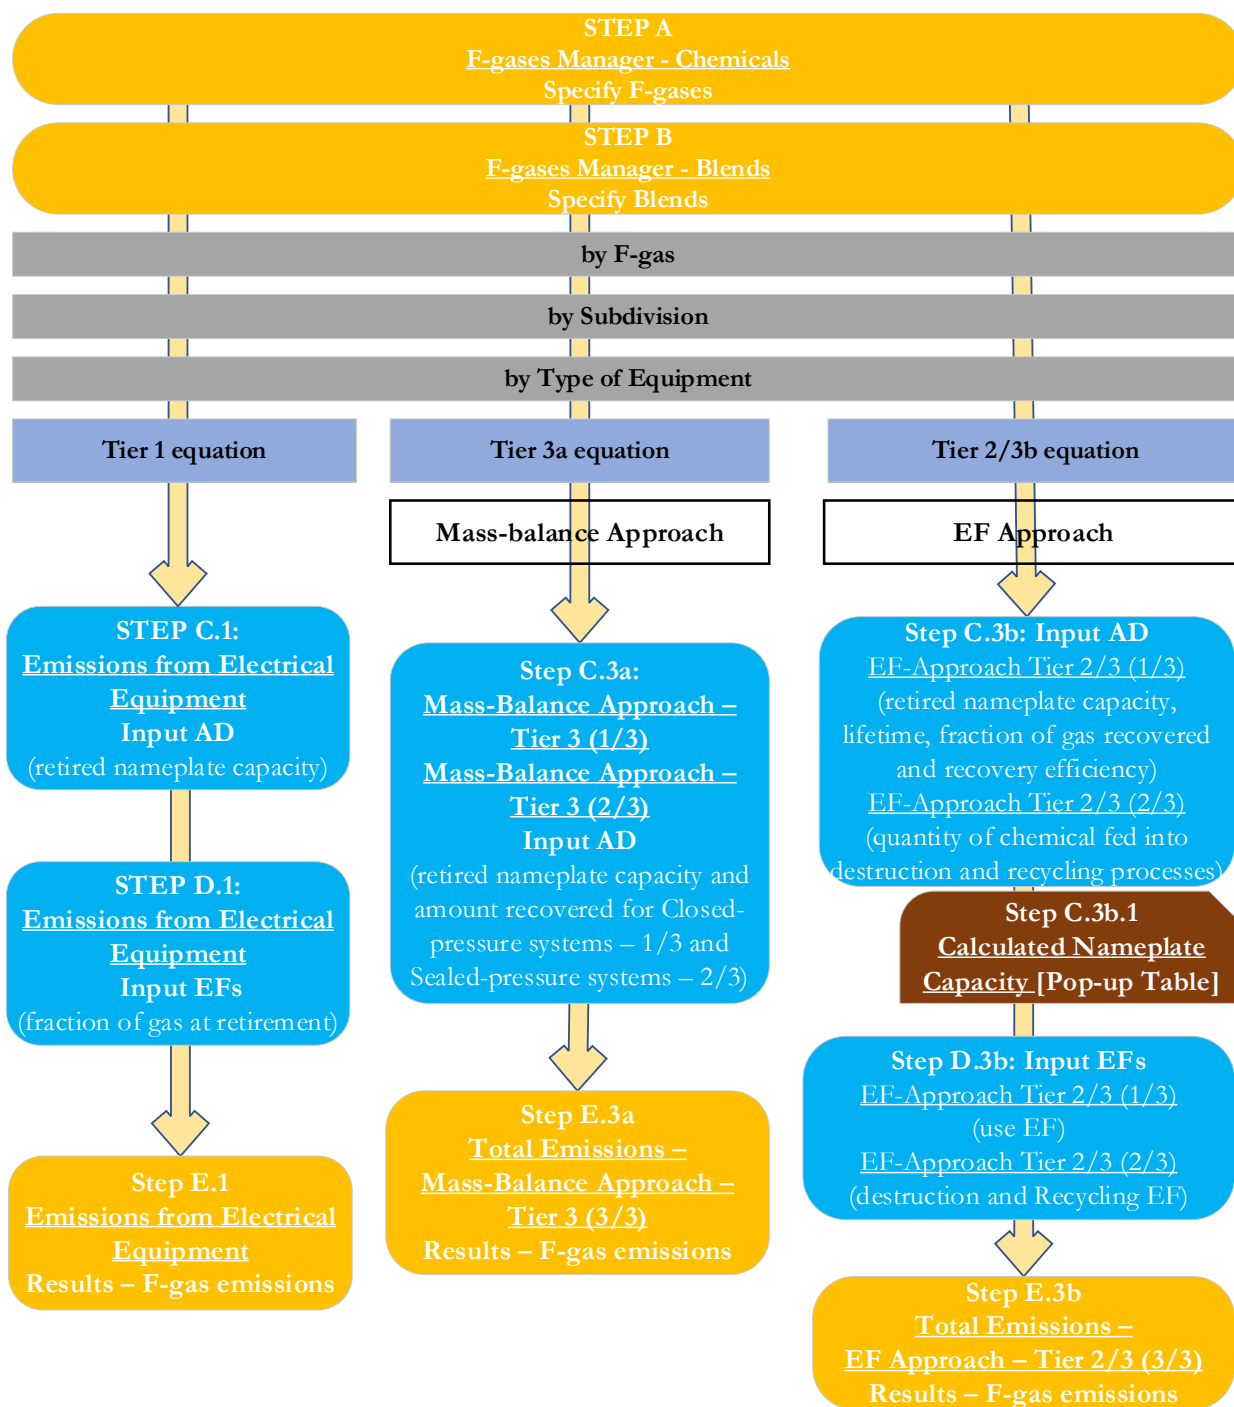 STEP A
F-gases Manager - Chemicals
Specify F-gases
STEP B
F-gases Manager - Blends
Specify Blends
by F-gas
by Subdivision
by Type of Equipment
Tier 1 equation
STEP C.1:
Emissions from Electrical
Equipment
Input AD
(retired nameplate capacity)
STEP D.1:
Emissions from Electrical
Equipment
Input EFs
(fraction of gas at retirement)
Step E.1
Emissions from Electrical
Equipment
Results – F-gas emissions
Tier 3a equation
Mass-balance Approach
Step C.3a:
Mass-Balance Approach –
Tier 3 (1/3)
Mass-Balance Approach –
Tier 3 (2/3)
Input AD
(retired nameplate capacity and
amount recovered for Closed-
pressure systems – 1/3 and
Sealed-pressure systems – 2/3)
Step E.3a
Total Emissions –
Mass-Balance Approach –
Tier 3 (3/3)
Results – F-gas emissions
Tier 2/3b equation
EF Approach
Step C.3b: Input AD
EF-Approach Tier 2/3 (1/3)
(retired nameplate capacity,
lifetime, fraction of gas recovered
and recovery efficiency)
EF-Approach Tier 2/3 (2/3)
(quantity of chemical fed into
destruction and recycling processes)
Step C.3b.1
Calculated Nameplate
Capacity [Pop-up Table]
Step D.3b: Input EFs
EF-Approach Tier 2/3 (1/3)
(use EF)
EF-Approach Tier 2/3 (2/3)
(destruction and Recycling EF)
Step E.3b
Total Emissions –
EF Approach – Tier 2/3 (3/3)
Results – F-gas emissions